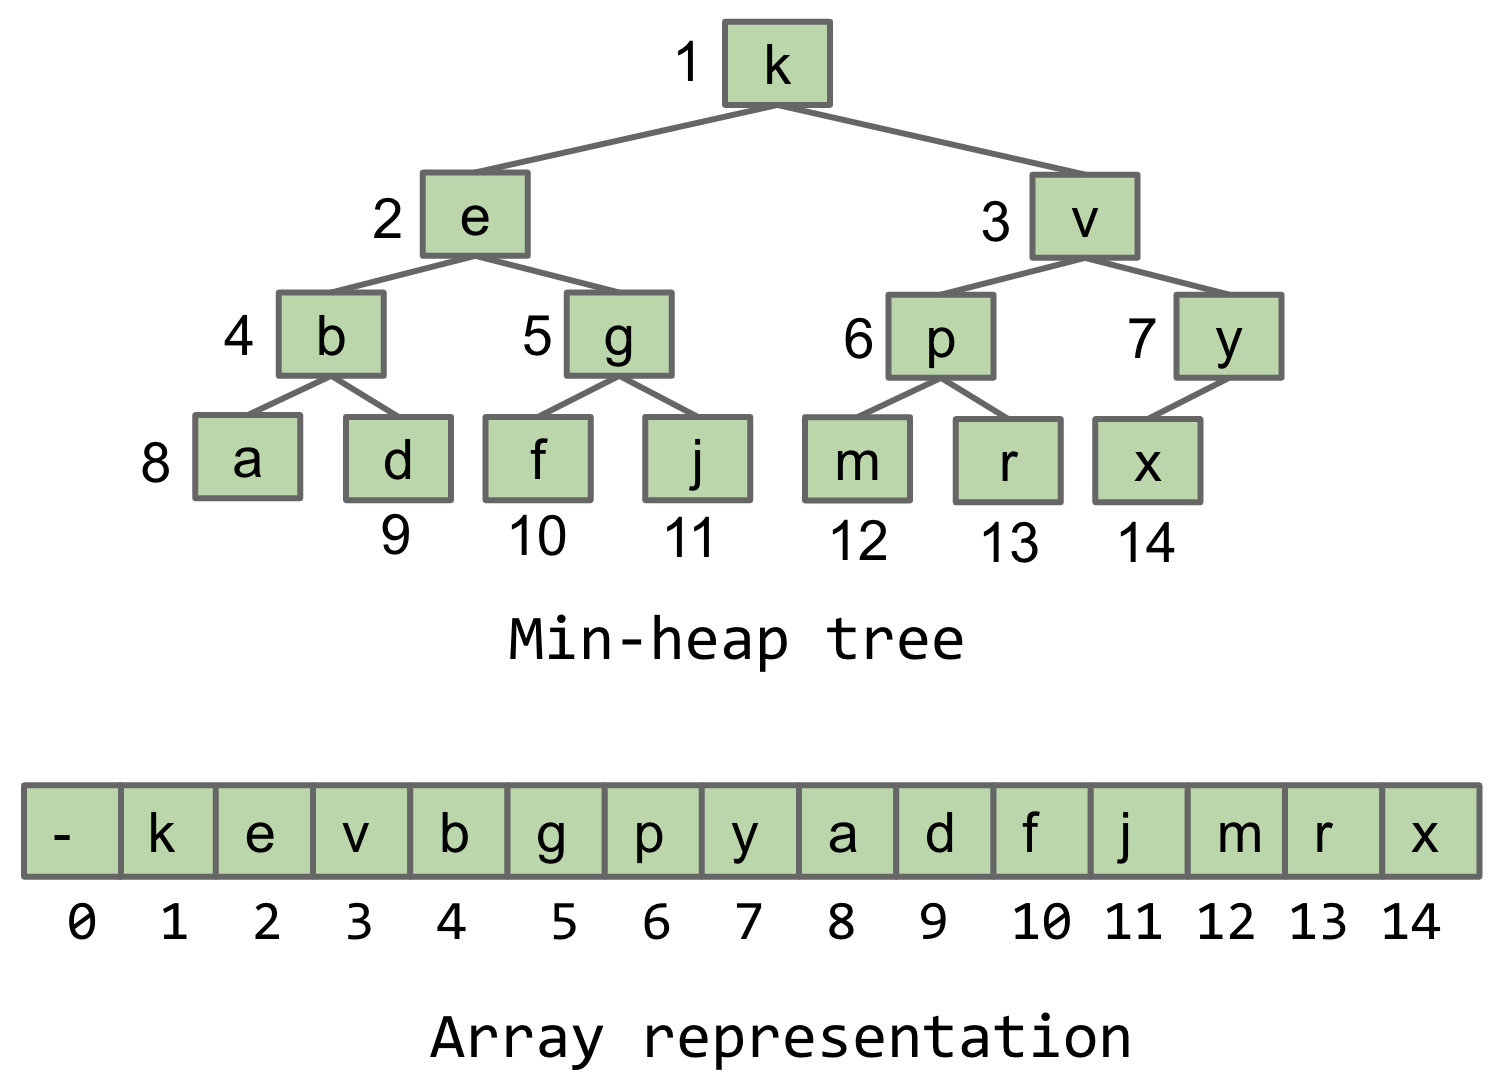 1 k
2 e 3 v
4 b 5 g 6 p 7 y
8 a d f j m r x
9 10 11 12 13 14
Min-heap tree
- k e v b g p y a d f j m r x
0 1 2 3 4 5 6 7 8 9 10 11 12 13 14
Array representation